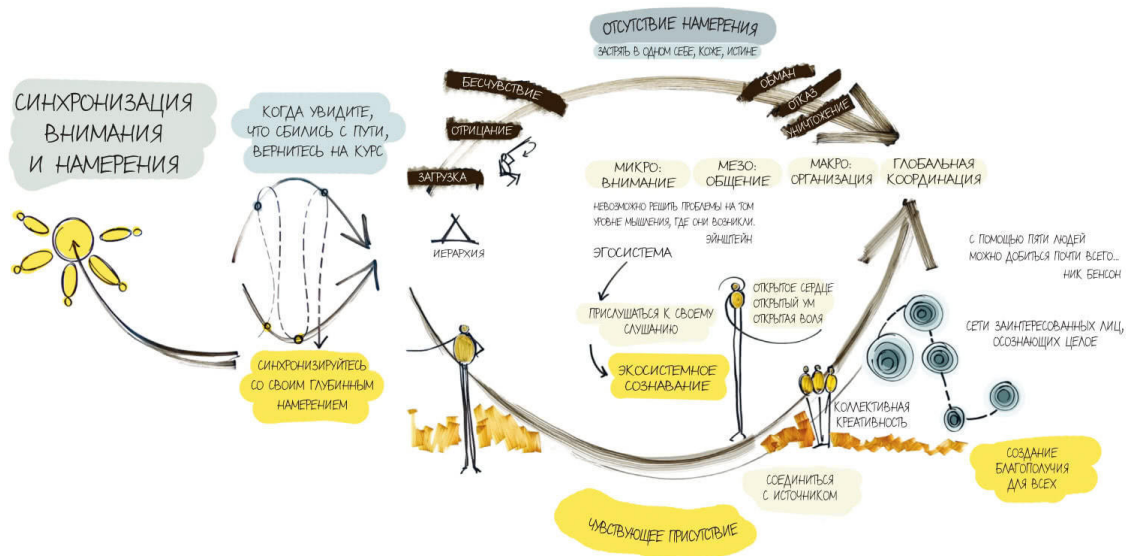 СИНХРОНИЗАЦИЯ
ВНИМАНИЯ
И НАМЕРЕНИЯ
КОГДА УВИДИТЕ,
ЧТО СБИЛИСЬ С ПУТИ,
ВЕРНИТЕСЬ НА КУРС
СИНХРОНИЗИРУЙТЕСЬ
СО СВОИМ ГЛУБИННЫМ
НАМЕРЕНИЕМ
ОТСУТСТВИЕ НАМЕРЕНИЯ
ЗАСТРЯТЬ В ОДНОМ СЕБЕ, КОЖЕ, ИСТИНЕ
БЕСЧУВСТВИЕ
ОТРИЦАНИЕ
ЗАГРУЗКА
ОБМАН
ОТКАЗ
УНИЧТОЖЕНИЕ
ИЕРАРХИЯ
МИКРО:
ВНИМАНИЕ
МЕЗО:
ОБЩЕНИЕ
МАКРО:
ОРГАНИЗАЦИЯ
ГЛОБАЛЬНАЯ
КООРДИНАЦИЯ
НЕВОЗМОЖНО РЕШИТЬ ПРОБЛЕМЫ НА ТОМ
УРОВНЕ МЫШЛЕНИЯ, ГДЕ ОНИ ВОЗНИКЛИ.
ЭЙНШТЕЙН
ЭГОСИСТЕМА
ПРИСЛУШАТЬСЯ К СВОЕМУ
СЛУШАНИЮ
ЭКОСИСТЕМНОЕ
СОЗНАВАНИЕ
ОТКРЫТОЕ СЕРДЦЕ
ОТКРЫТЫЙ УМ
ОТКРЫТАЯ ВОЛЯ
С ПОМОЩЬЮ ПЯТИ ЛЮДЕЙ
МОЖНО ДОБИТЬСЯ ПОЧТИ ВСЕГО...
НИК БЕНСОН
СЕТИ ЗАИНТЕРЕСОВАННЫХ ЛИЦ,
ОСОЗНАЮЩИХ ЦЕЛОЕ
КОЛЛЕКТИВНАЯ
КРЕАТИВНОСТЬ
СОЗДАНИЕ
БЛАГОПОЛУЧИЯ
ДЛЯ ВСЕХ
СОЕДИНИТЬСЯ
С ИСТОЧНИКОМ
ЧУВСТВУЮЩЕЕ ПРИСУТСТВИЕ